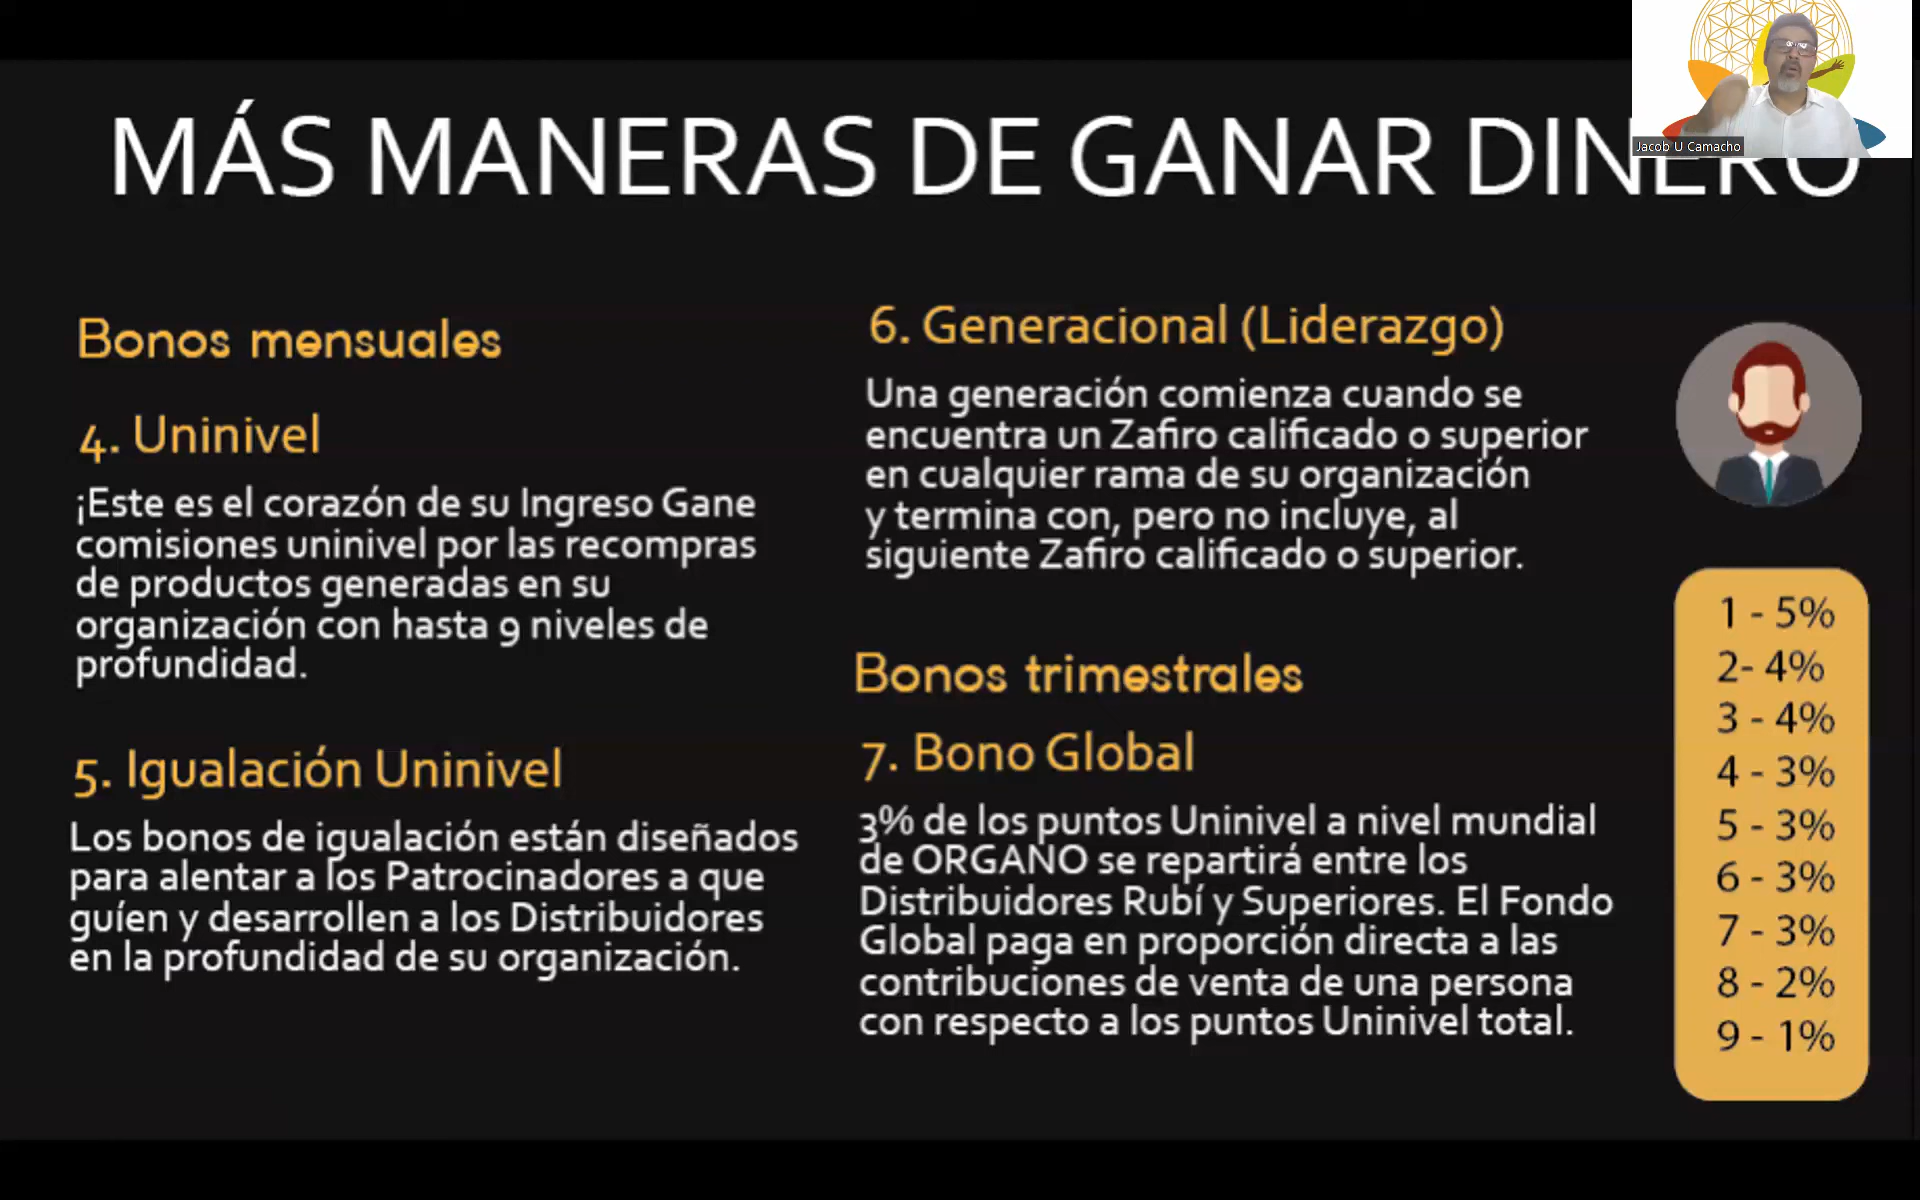 MÁS MANERAS DE GANAR DINERO
Jacob U Camacho
Bonos mensuales
4. Uninivel
¡Este es el corazón de su Ingreso Gane
comisiones uninivel por las recompras
de productos generadas en su
organización con hasta 9 niveles de
profundidad.
5. Igualación Uninivel
Los bonos de igualación están diseñados
para alentar a los Patrocinadores a que
guíen y desarrollen a los Distribuidores
en la profundidad de su organización.
6. Generacional (Liderazgo)
Una generación comienza cuando se
encuentra un Zafiro calificado o superior
en cualquier rama de su organización
y termina con, pero no incluye, al
siguiente Zafiro calificado o superior.
Bonos trimestrales
7. Bono Global
3% de los puntos Uninivel a nivel mundial
de ORGANO se repartirá entre los
Distribuidores Rubí y Superiores. El Fondo
Global paga en proporción directa a las
contribuciones de venta de una persona
con respecto a los puntos Uninivel total.
1 - 5%
2- 4%
3 - 4%
4 - 3%
5 - 3%
6 - 3%
7 - 3%
8 - 2%
9 - 1%